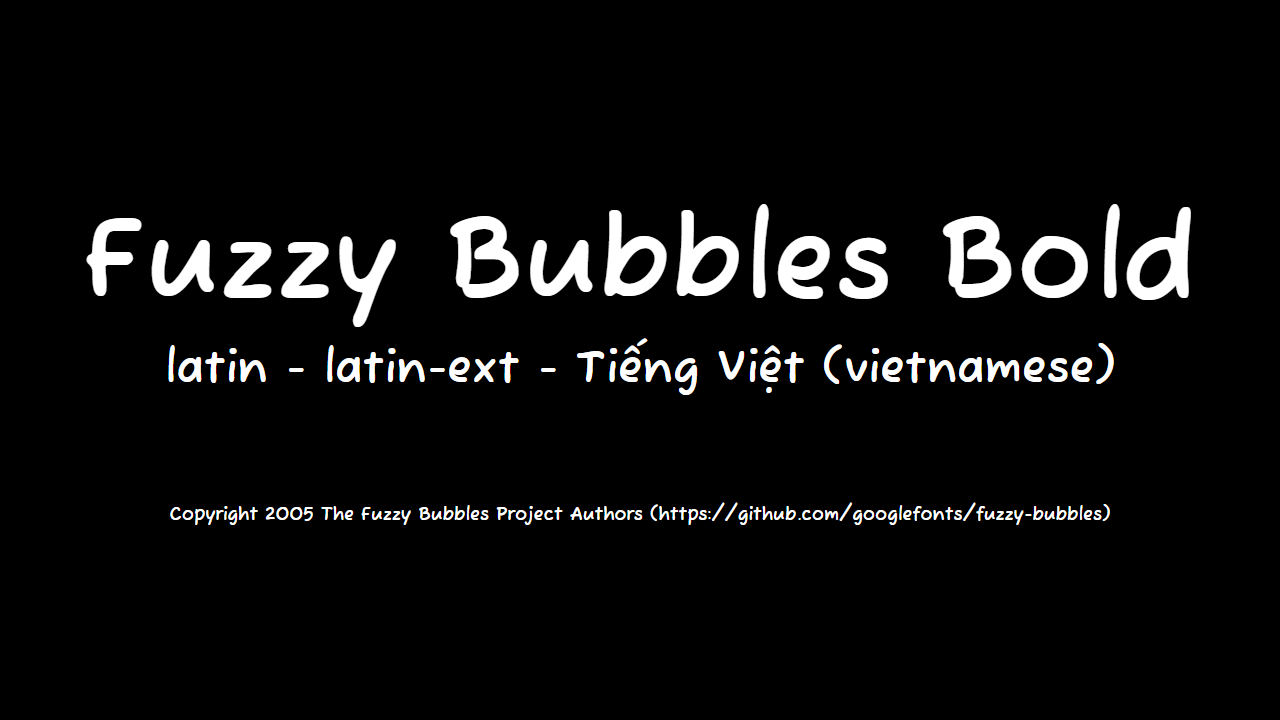 Fuzzy Bubbles Bold
latin - latin-ext - Tiếng Việt (vietnamese)
Copyright 2005 The Fuzzy Bubbles Project Authors (https://github.com/googlefonts/fuzzy-bubbles)